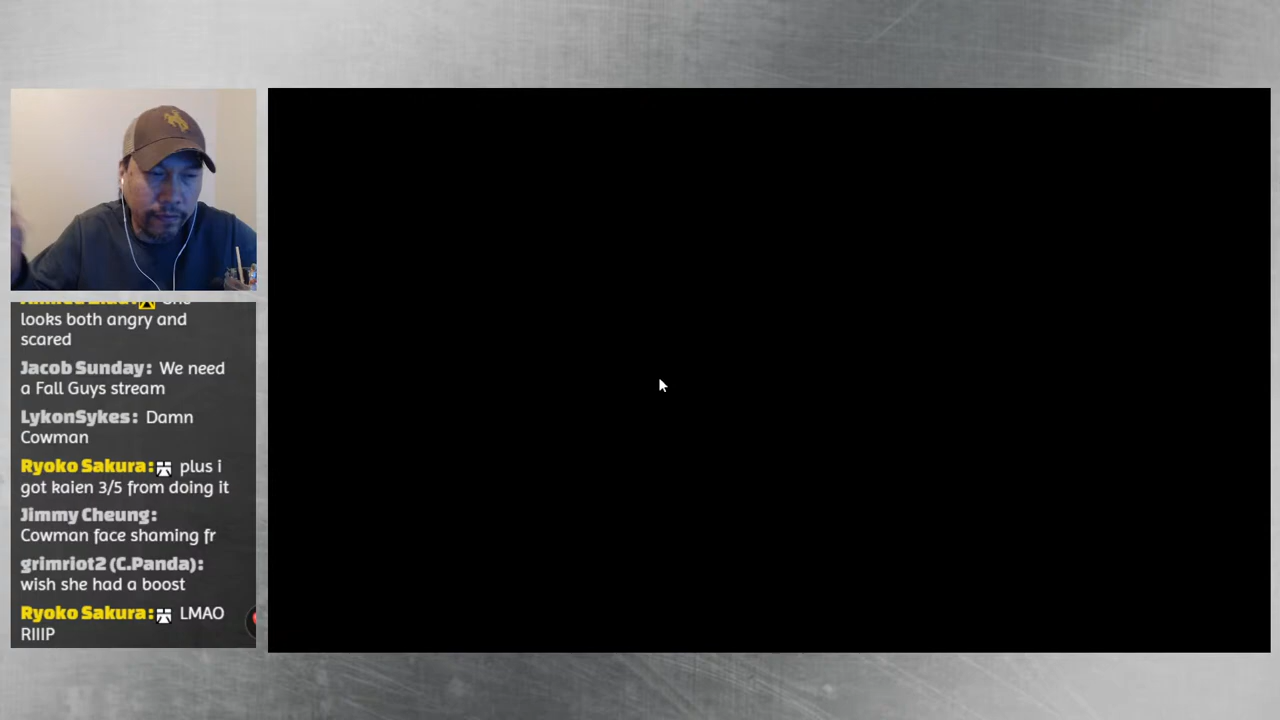 looks both angry and
scared
Jacob Sunday: We need
a Fall Guys stream
LykonSykes: Damn
Cowman
Ryoko Sakura: plus i
got kaien 3/5 from doing it
Jimmy Cheung:
Cowman face shaming fr
grimriot2 (C.Panda):
wish she had a boost
Ryoko Sakura: LMAO
RIIIP